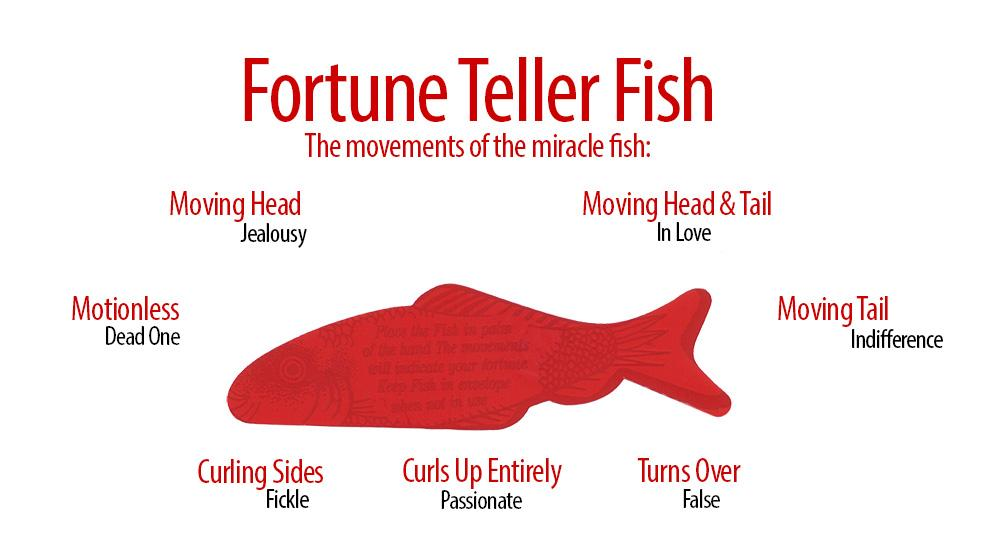 Fortune Teller Fish
The movements of the miracle fish:
Moving Head
Jealousy
Moving Head & Tail
In Love
Motionless
Dead One
Moving Tail
Indifference
Place the Fish in palm
of the hand The movements
will indicate your fortune
Keep Fish in envelope
when not in use
Curling Sides
Fickle
Curls Up Entirely
Passionate
Turns Over
False